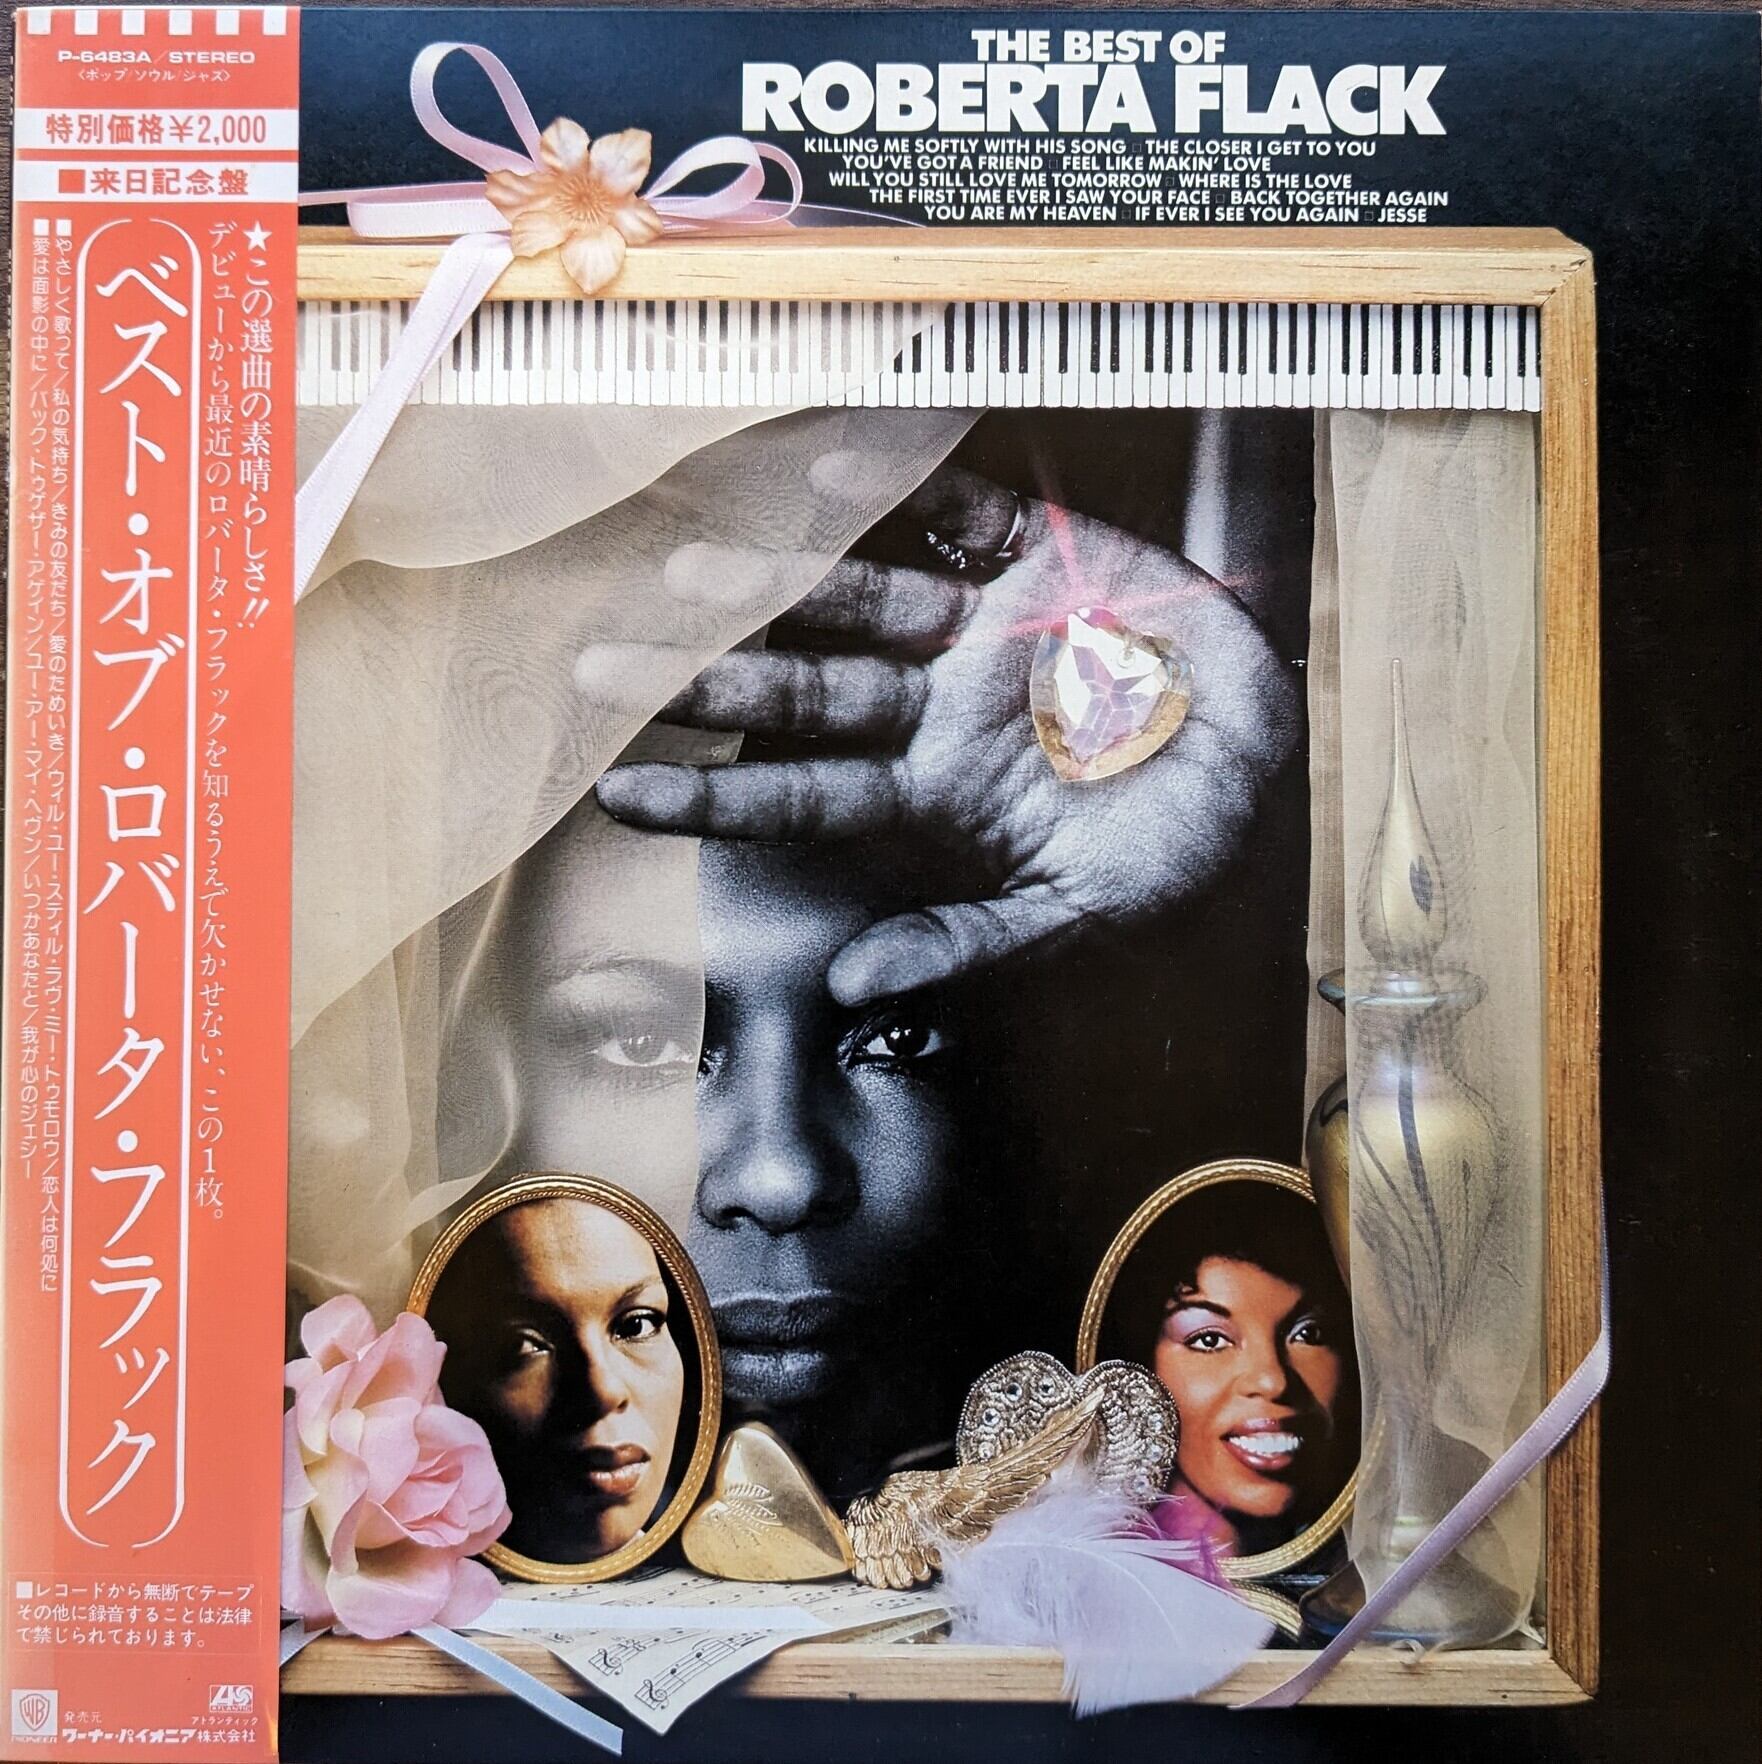 P-6483A/STEREO
〈ポップ/ソウル/ジャズ〉
特別価格¥2,000
■来日記念盤
★この選曲の素晴らしさ!!
デビューから最近のロバータ・フラックを知るうえで欠かせない、この1枚。
(ベスト・オブ・ロバータ・フラック)
■やさしく歌って/私の気持ち/きみの友だち/愛のためいき/ウィル・ユー・スティル・ラヴ・ミー・トゥモロウ/恋人は何処に
■愛は面影の中に/バック・トゥゲザー・アゲイン/ユー・アー・マイ・ヘヴン/いつかあなたと/我が心のジェシー
■レコードから無断でテープ
その他に録音することは法律
で禁じられております。
WB
PIONEER
発売元
ワーナー・パイオニア株式会社
ATLANTIC
アトランティック
THE BEST OF
ROBERTA FLACK
KILLING ME SOFTLY WITH HIS SONG □ THE CLOSER I GET TO YOU
YOU'VE GOT A FRIEND □ FEEL LIKE MAKIN' LOVE
WILL YOU STILL LOVE ME TOMORROW □ WHERE IS THE LOVE
THE FIRST TIME EVER I SAW YOUR FACE □ BACK TOGETHER AGAIN
YOU ARE MY HEAVEN □ IF EVER I SEE YOU AGAIN □ JESSE